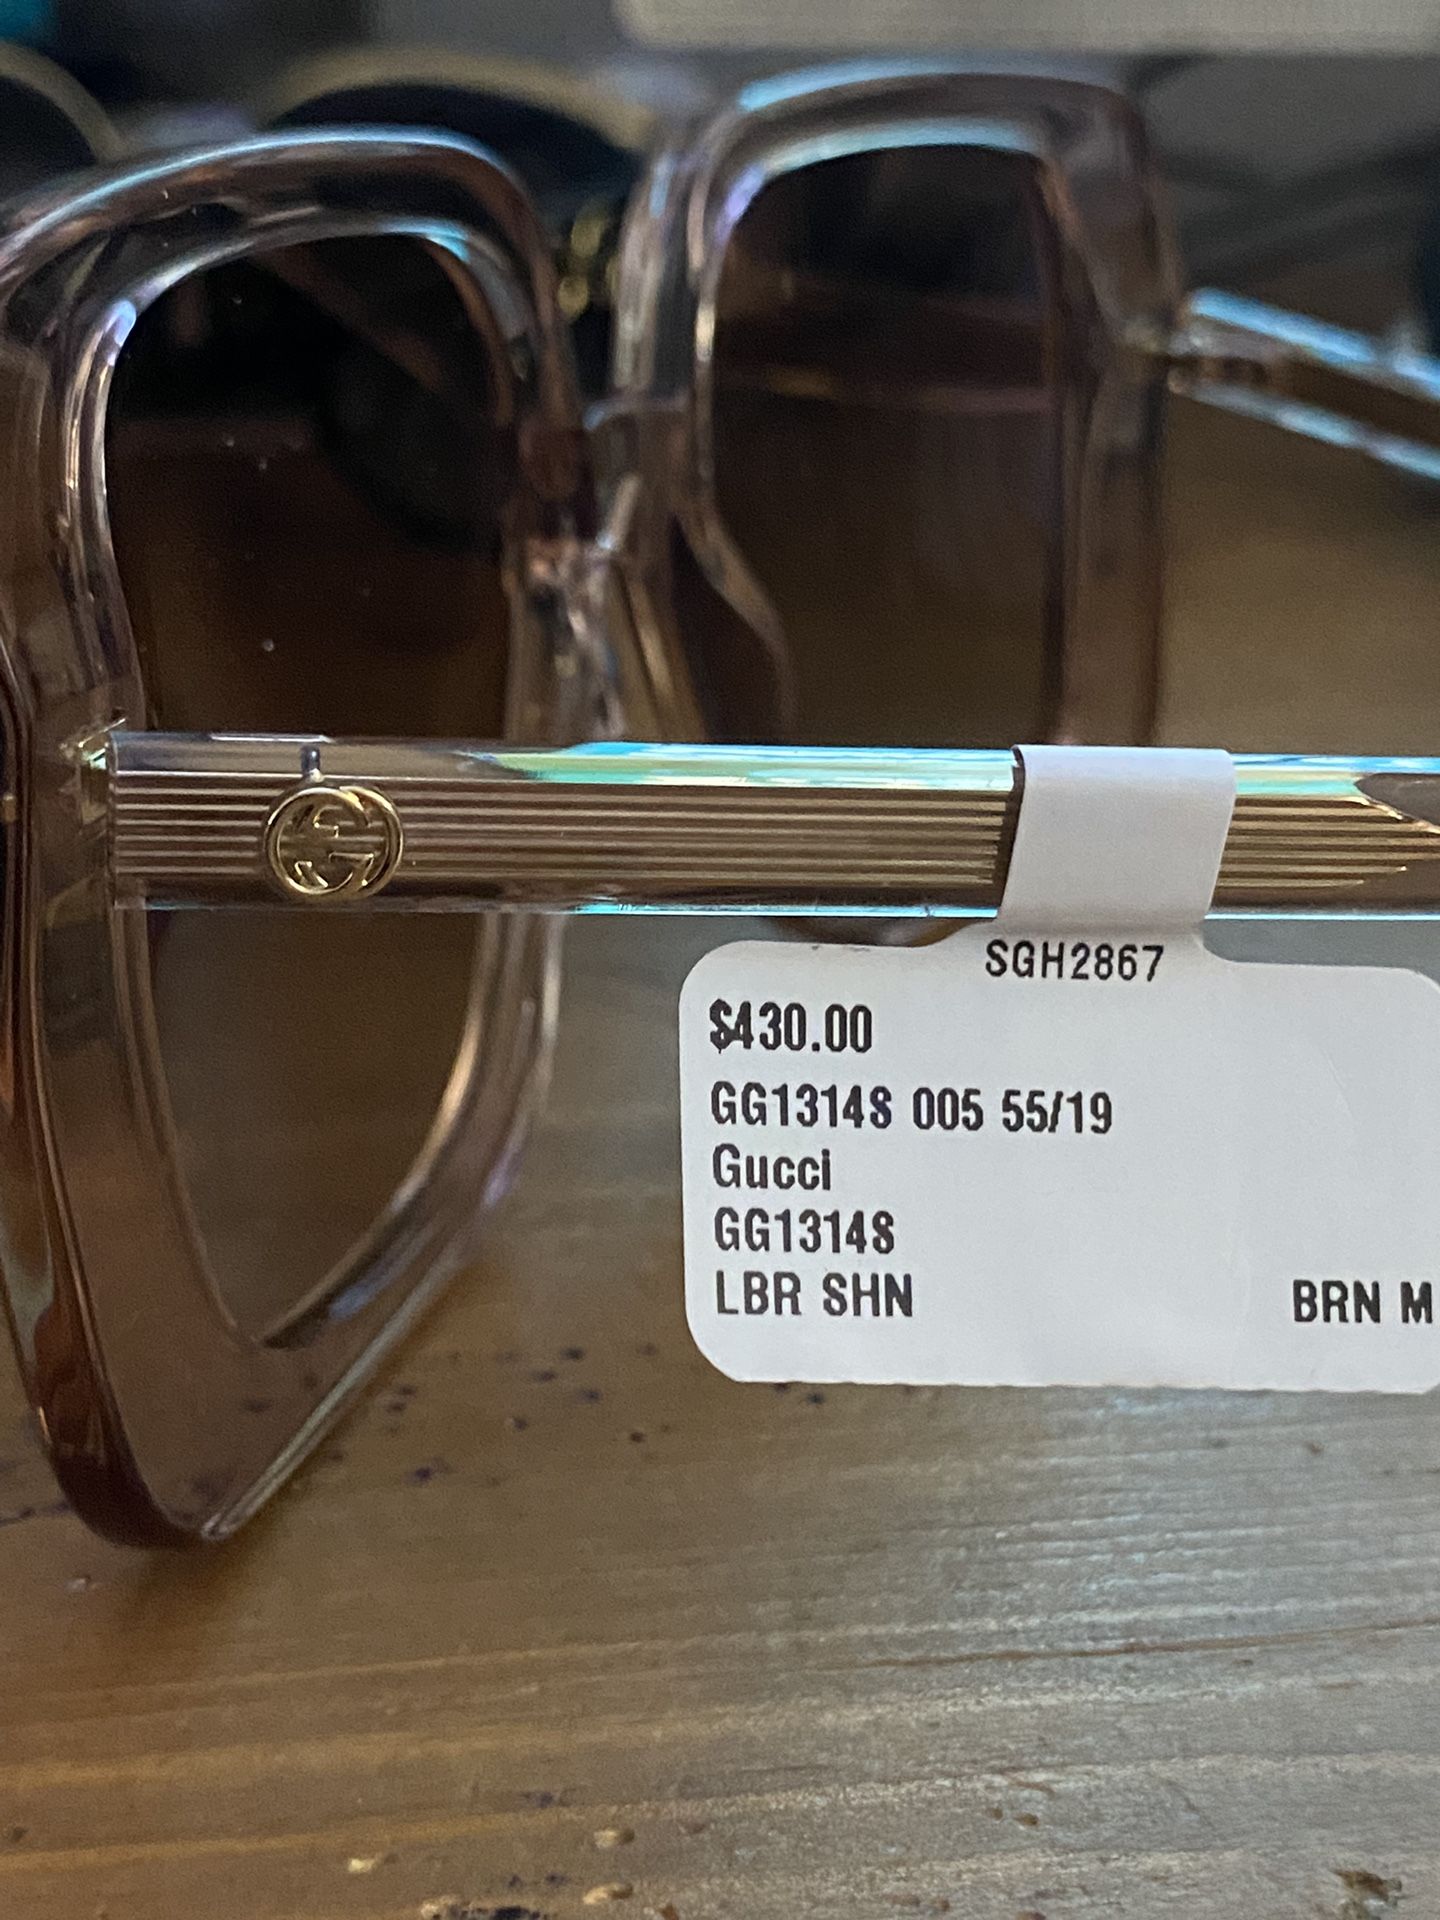 SGH2867
$430.00
GG1314S 005 55/19
Gucci
GG1314S
LBR SHN BRN M